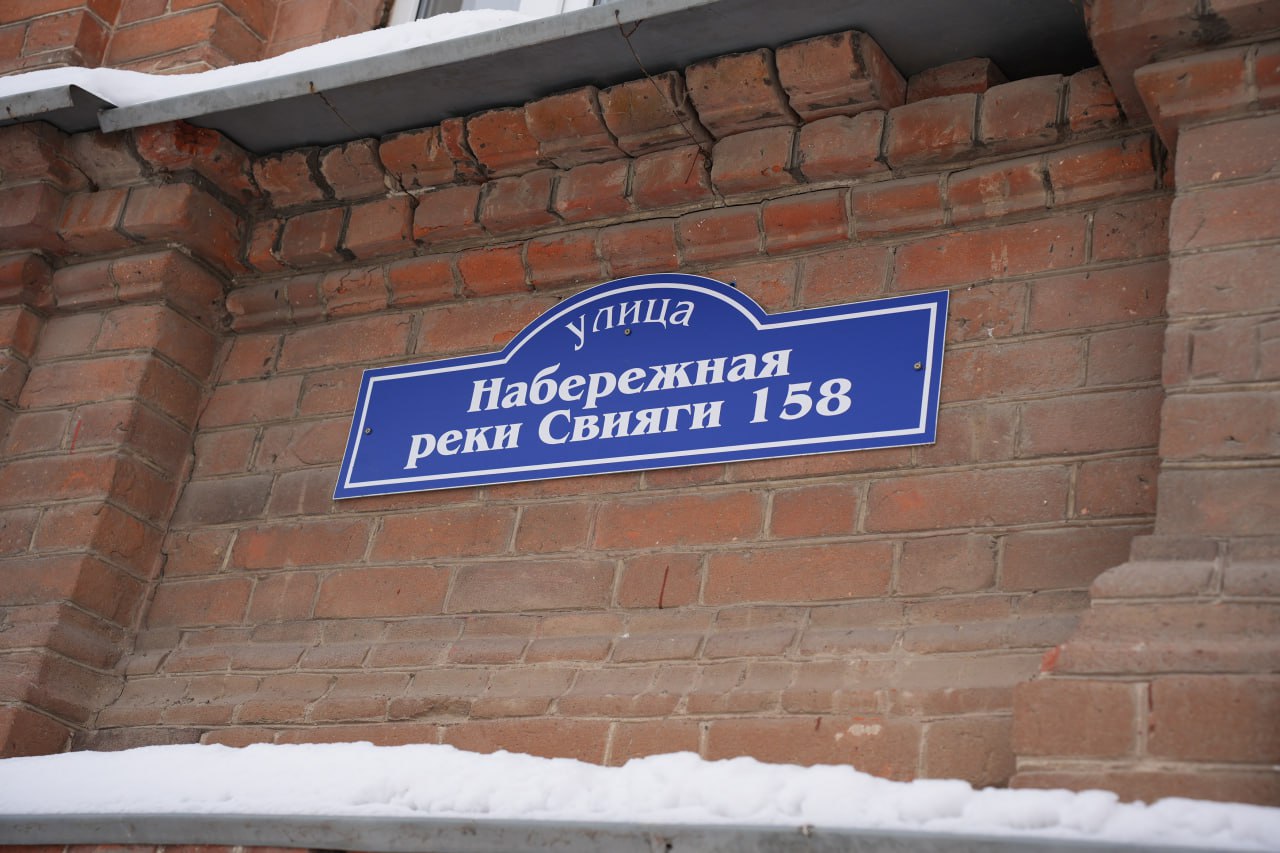 улица
Набережная
реки Свияги 158